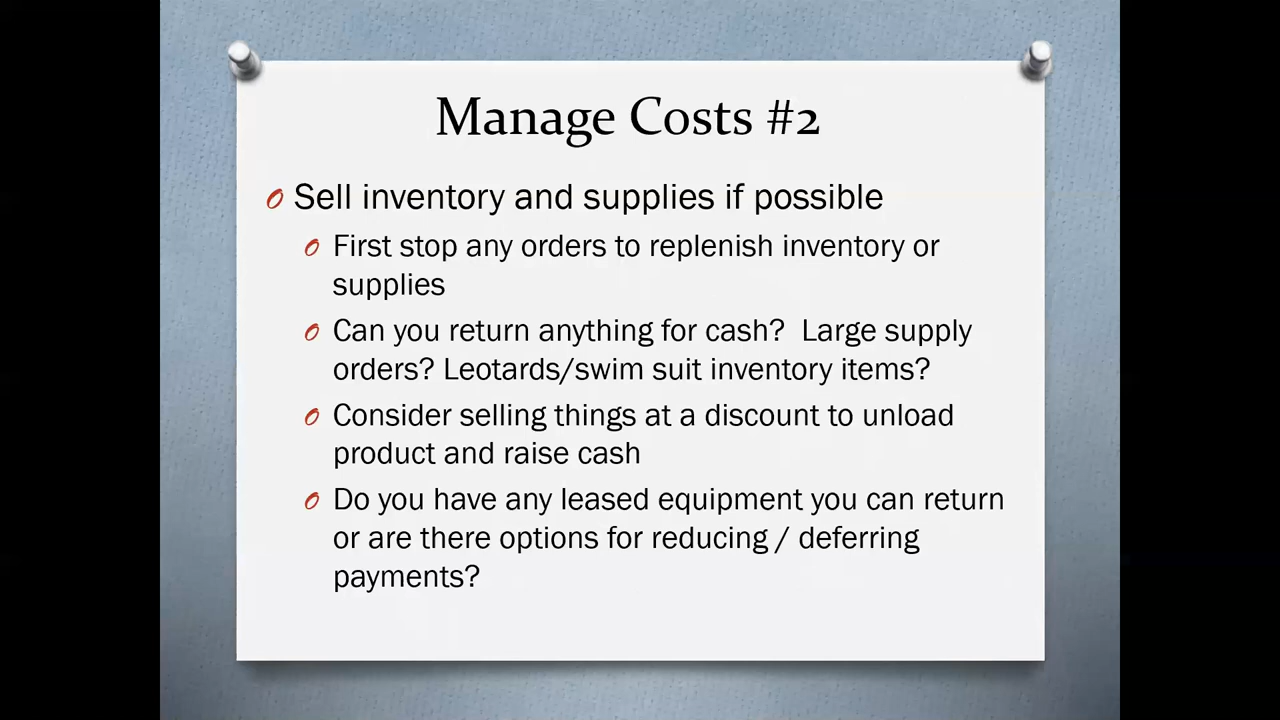 Manage Costs #2
Sell inventory and supplies if possible
First stop any orders to replenish inventory or
supplies
Can you return anything for cash?  Large supply
orders? Leotards/swim suit inventory items?
Consider selling things at a discount to unload
product and raise cash
Do you have any leased equipment you can return
or are there options for reducing / deferring
payments?